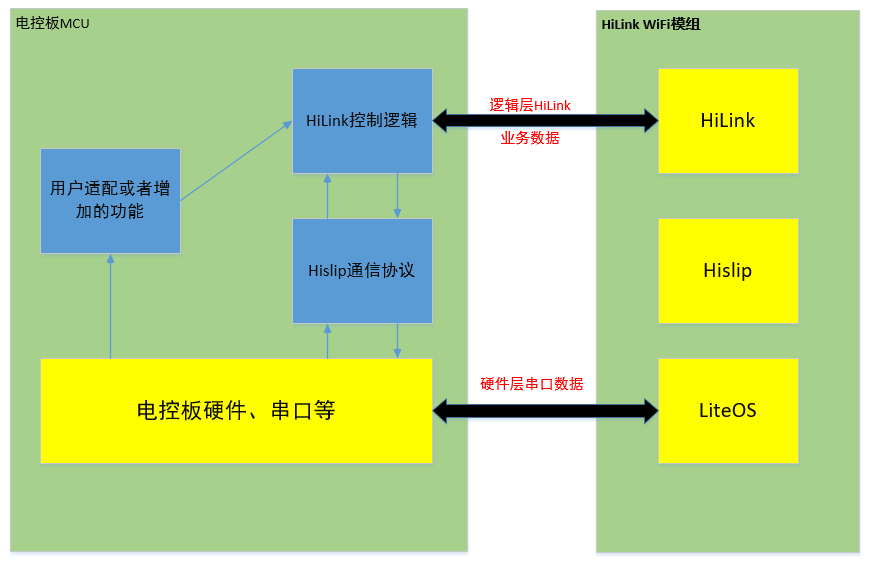 电控板MCU
HiLink WiFi模组
HiLink控制逻辑
逻辑层HiLink
业务数据
HiLink
用户适配或者增
加的功能
Hislip通信协议
Hislip
电控板硬件、串口等
硬件层串口数据
LiteOS